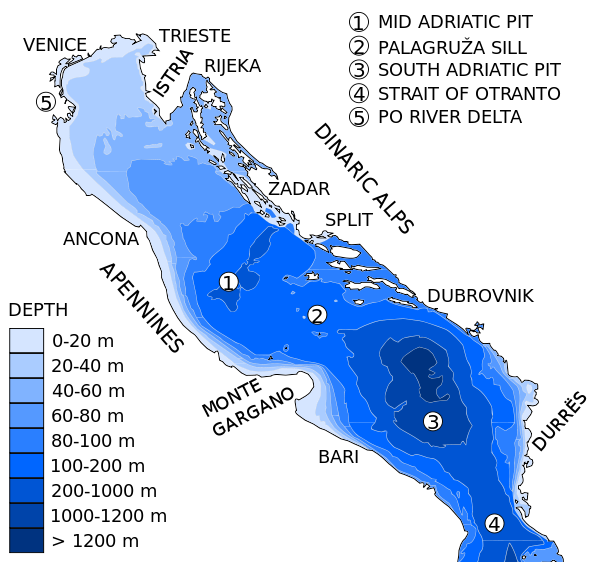 ① MID ADRIATIC PIT
② PALAGRUŽA SILL
③ SOUTH ADRIATIC PIT
④ STRAIT OF OTRANTO
⑤ PO RIVER DELTA
VENICE
TRIESTE
ISTRIA
RIJEKA
5
DINARIC ALPS
ZADAR
SPLIT
ANCONA
APENNINES
1
2
DUBROVNIK
DEPTH
0-20 m
20-40 m
40-60 m
60-80 m
80-100 m
100-200 m
200-1000 m
1000-1200 m
> 1200 m
MONTE
GARGANO
BARI
3
DURRËS
4